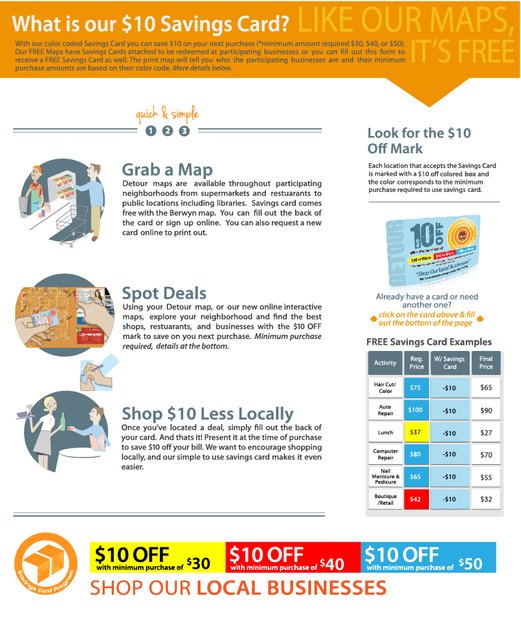 What is our $10 Savings Card?
LIKE OUR MAPS,
IT'S FREE
With our color coded Savings Card you can save $10 on your next purchase (*minimum amount required $30, $40, or $50).
Our FREE Maps have Savings Cards attached to be redeemed at participating businesses or you can fill out this form to
receive a FREE Savings Card as well. The print map will tell you who the participating businesses are and their minimum
purchase amounts are based on their color code. More details below.
quick & simple
1 2 3
Grab a Map
Detour maps are available throughout participating
neighborhoods from supermarkets and restuarants to
public locations including libraries. Savings card comes
free with the Berwyn map. You can fill out the back of
the card or sign up online. You can also request a new
card online to print out.
Spot Deals
Using your Detour map, or our new online interactive
maps, explore your neighborhood and find the best
shops, restuarants, and businesses with the $10 OFF
mark to save on you next purchase. Minimum purchase
required, details at the bottom.
Shop $10 Less Locally
Once you've located a deal, simply fill out the back of
your card. And thats it! Present it at the time of purchase
to save $10 off your bill. We want to encourage shopping
locally, and our simple to use savings card makes it even
easier.
Look for the $10
Off Mark
Each location that accepts the Savings Card
is marked with a $10 off colored box and
the color corresponds to the minimum
purchase required to use savings card.
DETOUR
$10 OFF
"Shop Our Local Businesses"
Already have a card or need
another one?
click on the card above & fill
out the bottom of the page
FREE Savings Card Examples
Activity Reg. Price W/ Savings Card Final Price
Hair Cut/ Color $75 -$10 $65
Auto Repair $100 -$10 $90
Lunch $37 -$10 $27
Computer Repair $80 -$10 $70
Nail Manicure & Pedicure $65 -$10 $55
Boutique /Retail $42 -$10 $32
Savings Card Program
$10 OFF with minimum purchase of $30
$10 OFF with minimum purchase of $40
$10 OFF with minimum purchase of $50
SHOP OUR LOCAL BUSINESSES